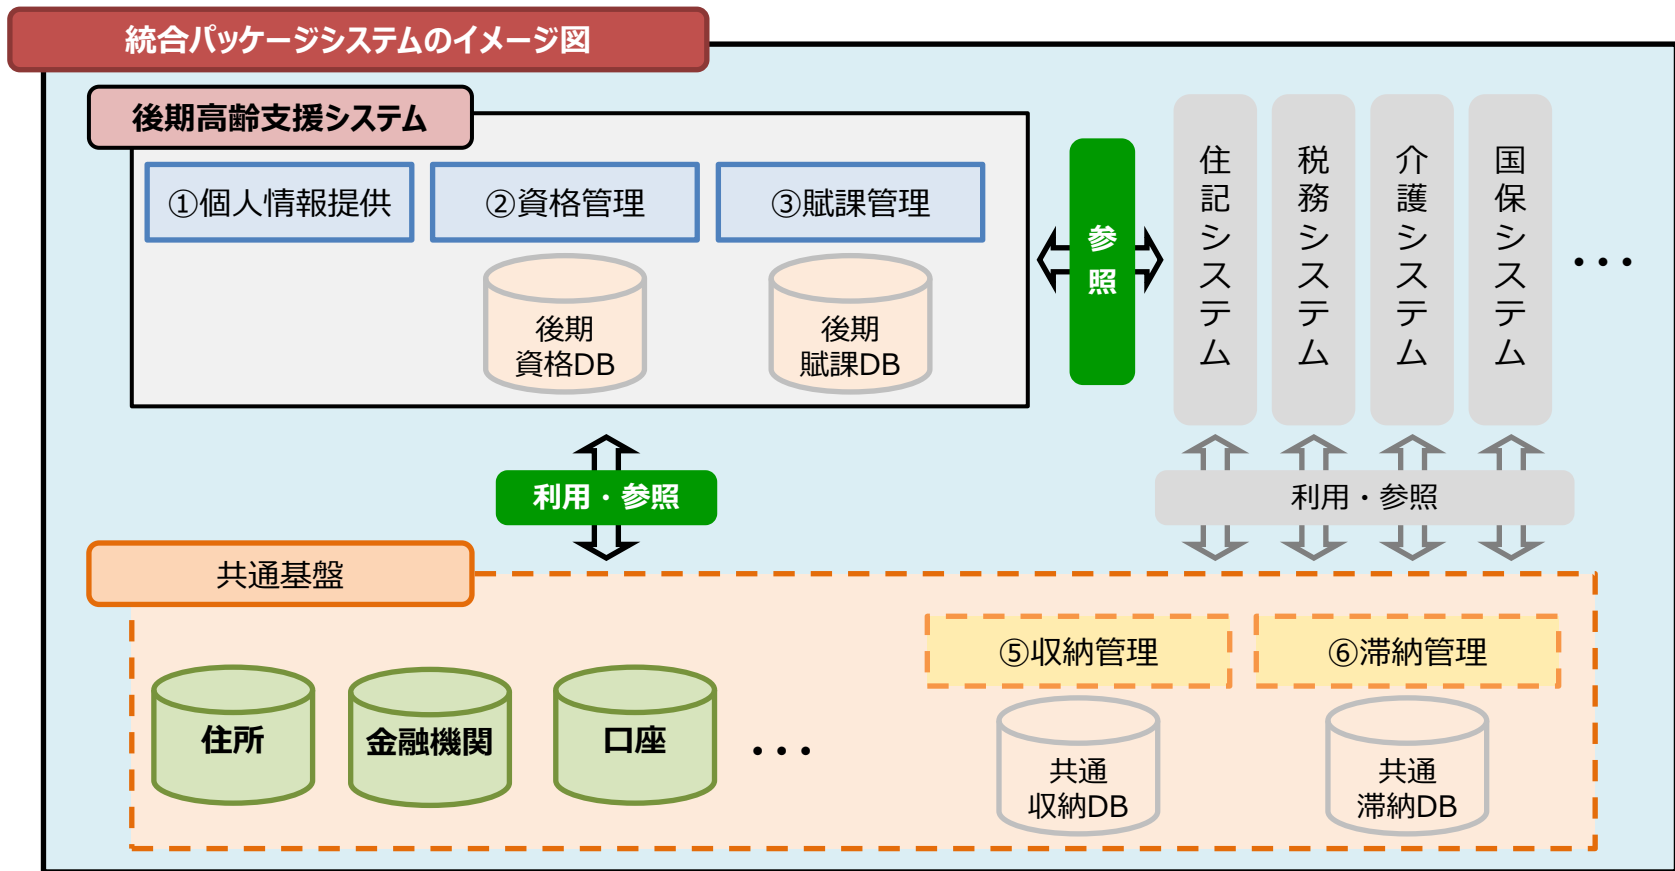 統合パッケージシステムのイメージ図
後期高齢支援システム
①個人情報提供
②資格管理
③賦課管理
後期
資格DB
後期
賦課DB
参照
住記システム
税務システム
介護システム
国保システム
・・・
利用・参照
利用・参照
共通基盤
住所
金融機関
口座
・・・
⑤収納管理
⑥滞納管理
共通
収納DB
共通
滞納DB